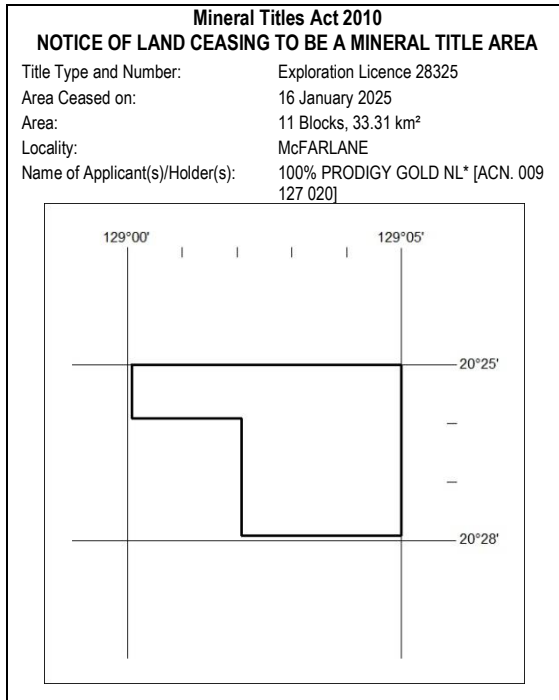 Mineral Titles Act 2010
NOTICE OF LAND CEASING TO BE A MINERAL TITLE AREA
Title Type and Number: Exploration Licence 28325
Area Ceased on: 16 January 2025
Area: 11 Blocks, 33.31 km²
Locality: McFARLANE
Name of Applicant(s)/Holder(s): 100% PRODIGY GOLD NL* [ACN. 009
127 020]
129°00' 129°05'
20°25'
20°28'